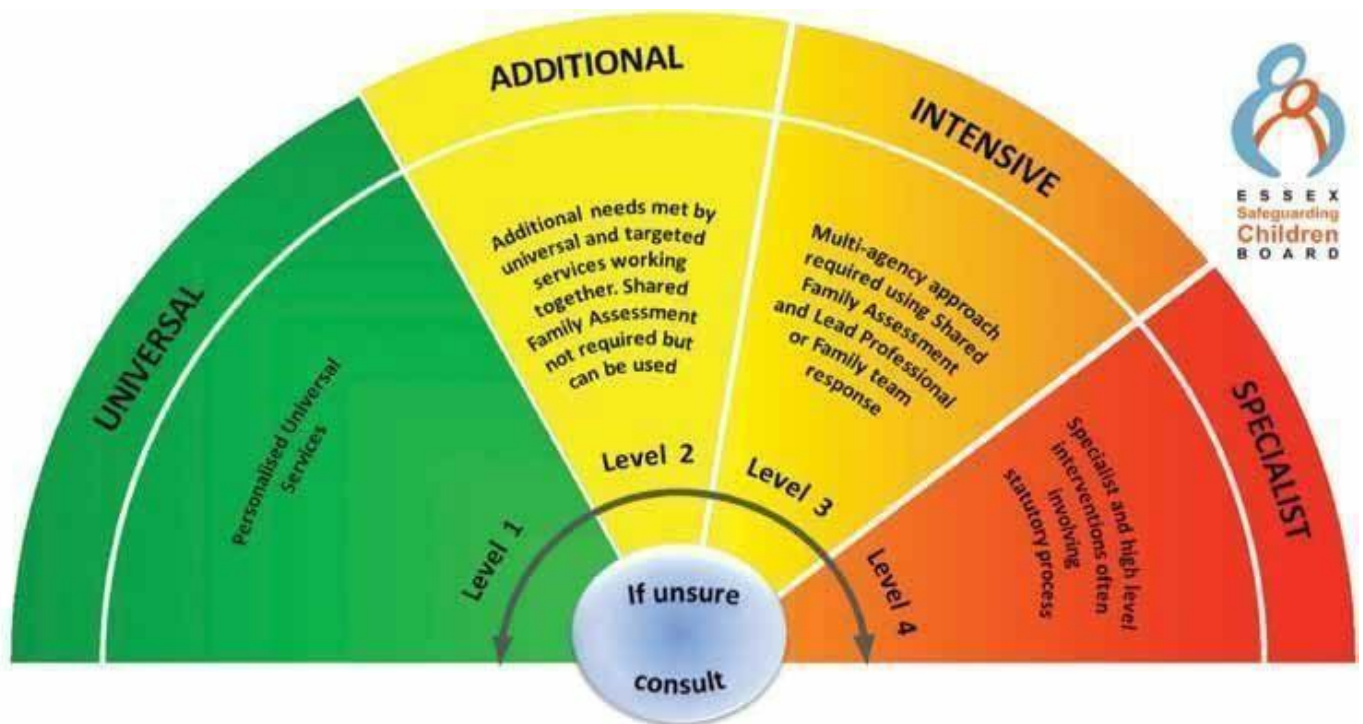 UNIVERSAL
Personalised Universal
Services
Level 1
ADDITIONAL
Additional needs met by
universal and targeted
services working
together. Shared
Family Assessment
not required but
can be used
Level 2
INTENSIVE
Multi-agency approach
required using Shared
Family Assessment
and Lead Professional
or Family team
response
Level 3
SPECIALIST
Specialist and high level
interventions often
involving
statutory process
Level 4
If unsure
consult
ESSEX
Safeguarding
Children
BOARD